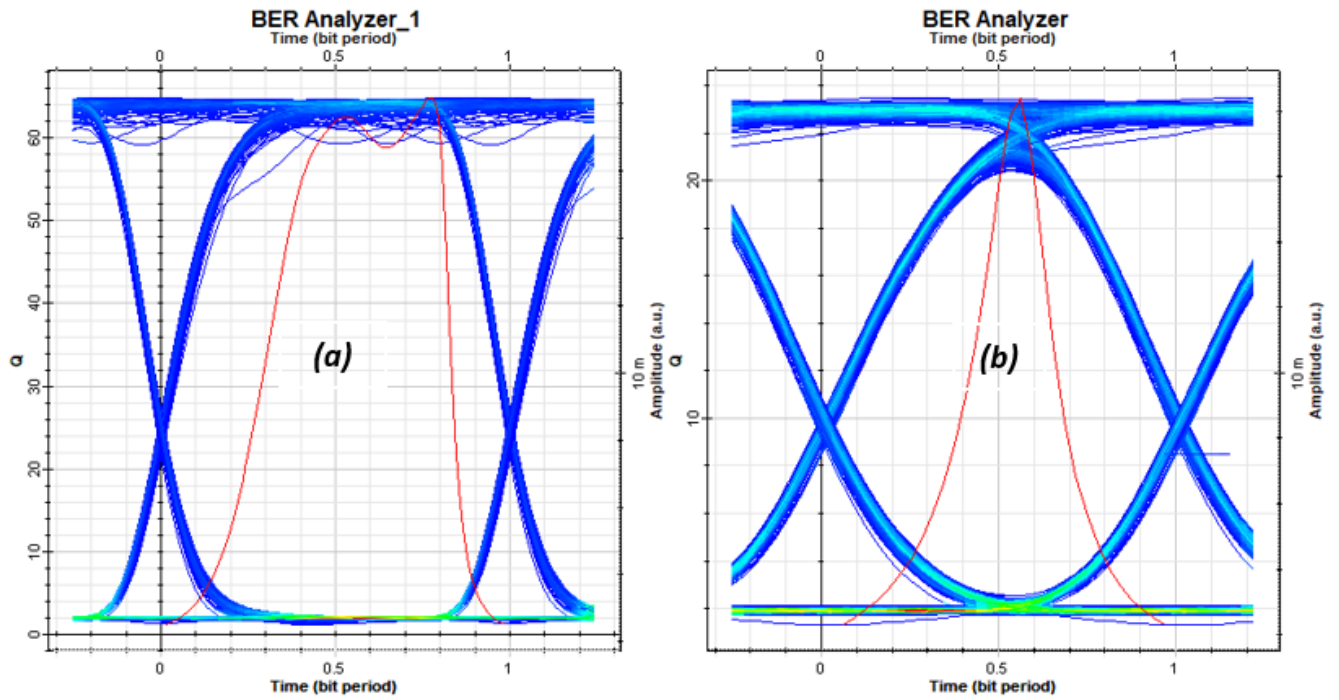 BER Analyzer_1
Time (bit period)
0 0.5 1
Q
60
50
40
30
20
10
0
(a)
10 m
Amplitude (a.u.)
0 0.5 1
Time (bit period)
BER Analyzer
Time (bit period)
0 0.5 1
Q
20
10
(b)
10 m
Amplitude (a.u.)
0 0.5 1
Time (bit period)